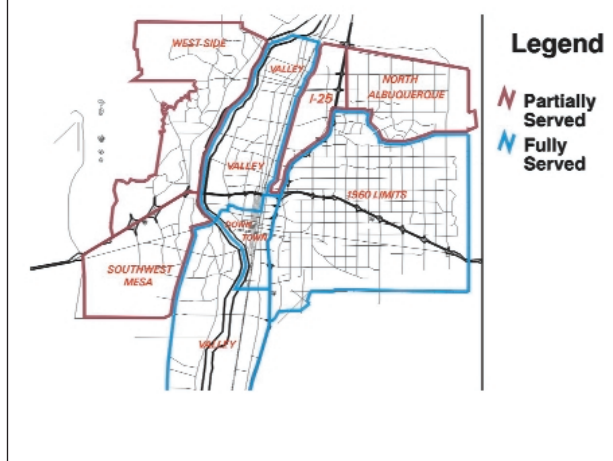 WEST-SIDE
VALLEY
NORTH
ALBUQUERQUE
I-25
VALLEY
1960 LIMITS
DOWN
TOWN
SOUTHWEST
MESA
VALLEY
Legend
Partially
Served
Fully
Served